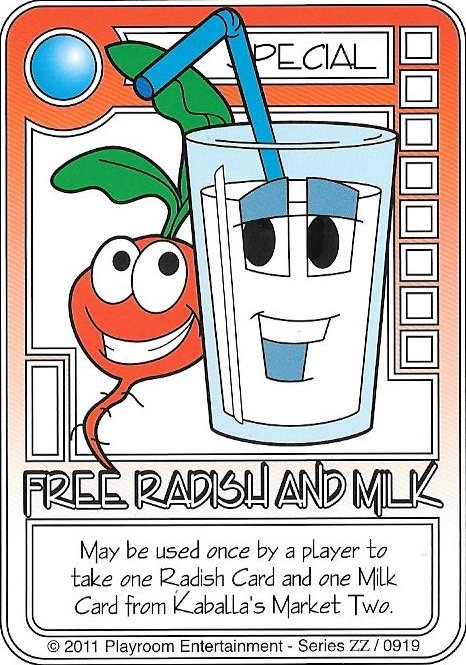 SPECIAL
FREE RADISH AND MILK
May be used once by a player to
take one Radish Card and one Milk
Card from Kaballa's Market Two.
© 2011 Playroom Entertainment - Series ZZ / 0919